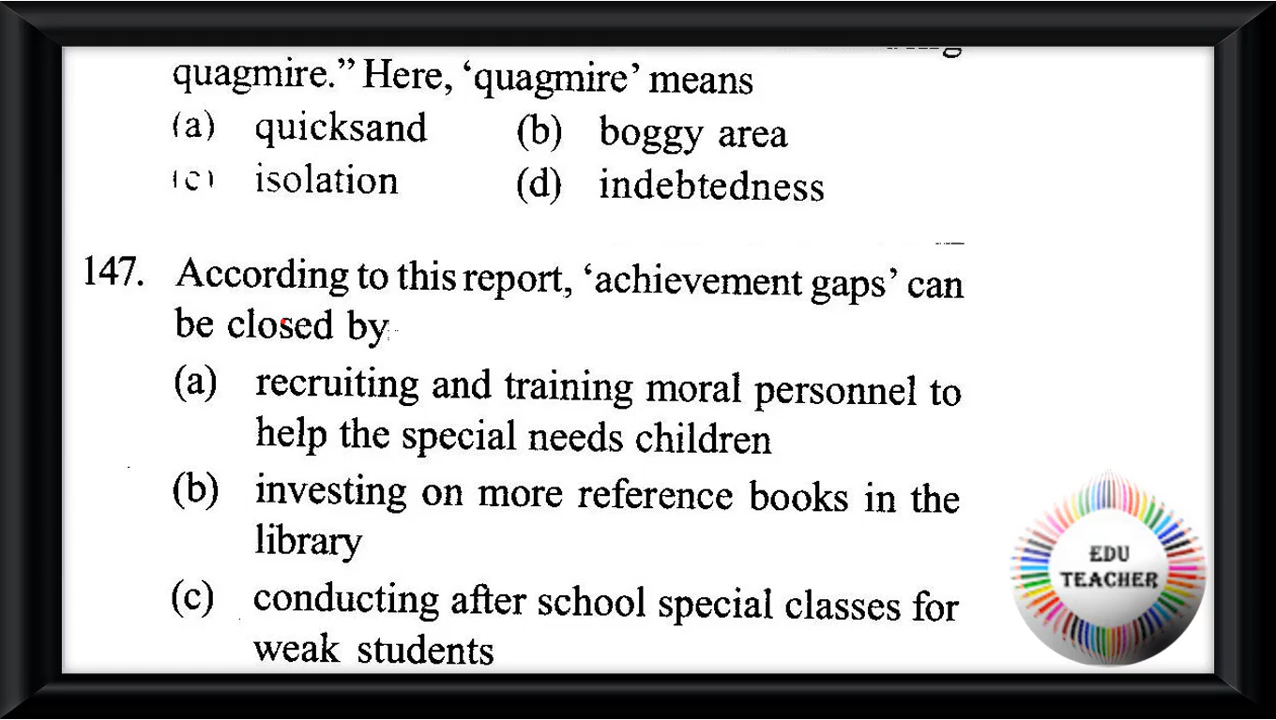 quagmire.” Here, ‘quagmire’ means
(a) quicksand (b) boggy area
(c) isolation (d) indebtedness
147. According to this report, ‘achievement gaps’ can
be closed by
(a) recruiting and training moral personnel to
help the special needs children
(b) investing on more reference books in the
library
(c) conducting after school special classes for
weak students
EDU
TEACHER